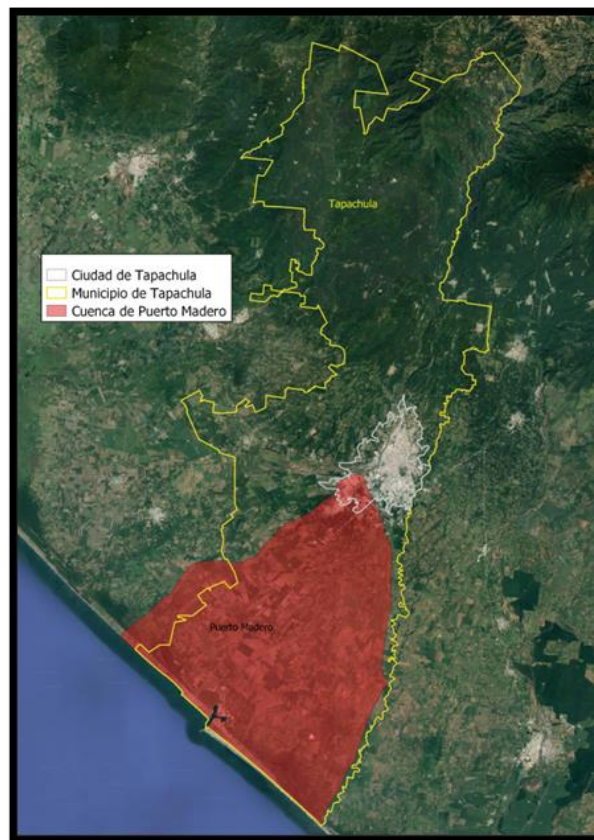 Tapachula
Ciudad de Tapachula
Municipio de Tapachula
Cuenca de Puerto Madero
Puerto Madero